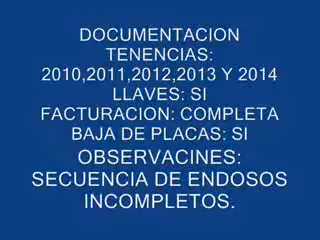 DOCUMENTACION
TENENCIAS:
2010,2011,2012,2013 Y 2014
LLAVES: SI
FACTURACION: COMPLETA
BAJA DE PLACAS: SI
OBSERVACINES:
SECUENCIA DE ENDOSOS
INCOMPLETOS.